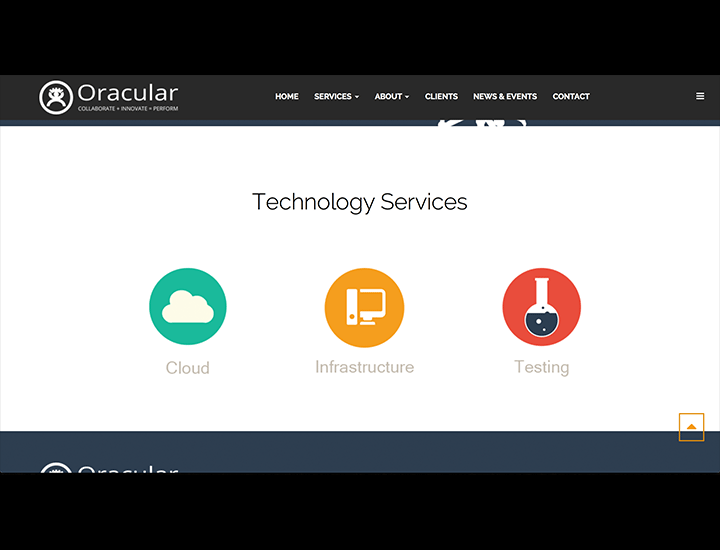 Oracular
COLLABORATE + INNOVATE = PERFORM
HOME SERVICES ABOUT CLIENTS NEWS & EVENTS CONTACT
Technology Services
Cloud Infrastructure Testing
Oracular